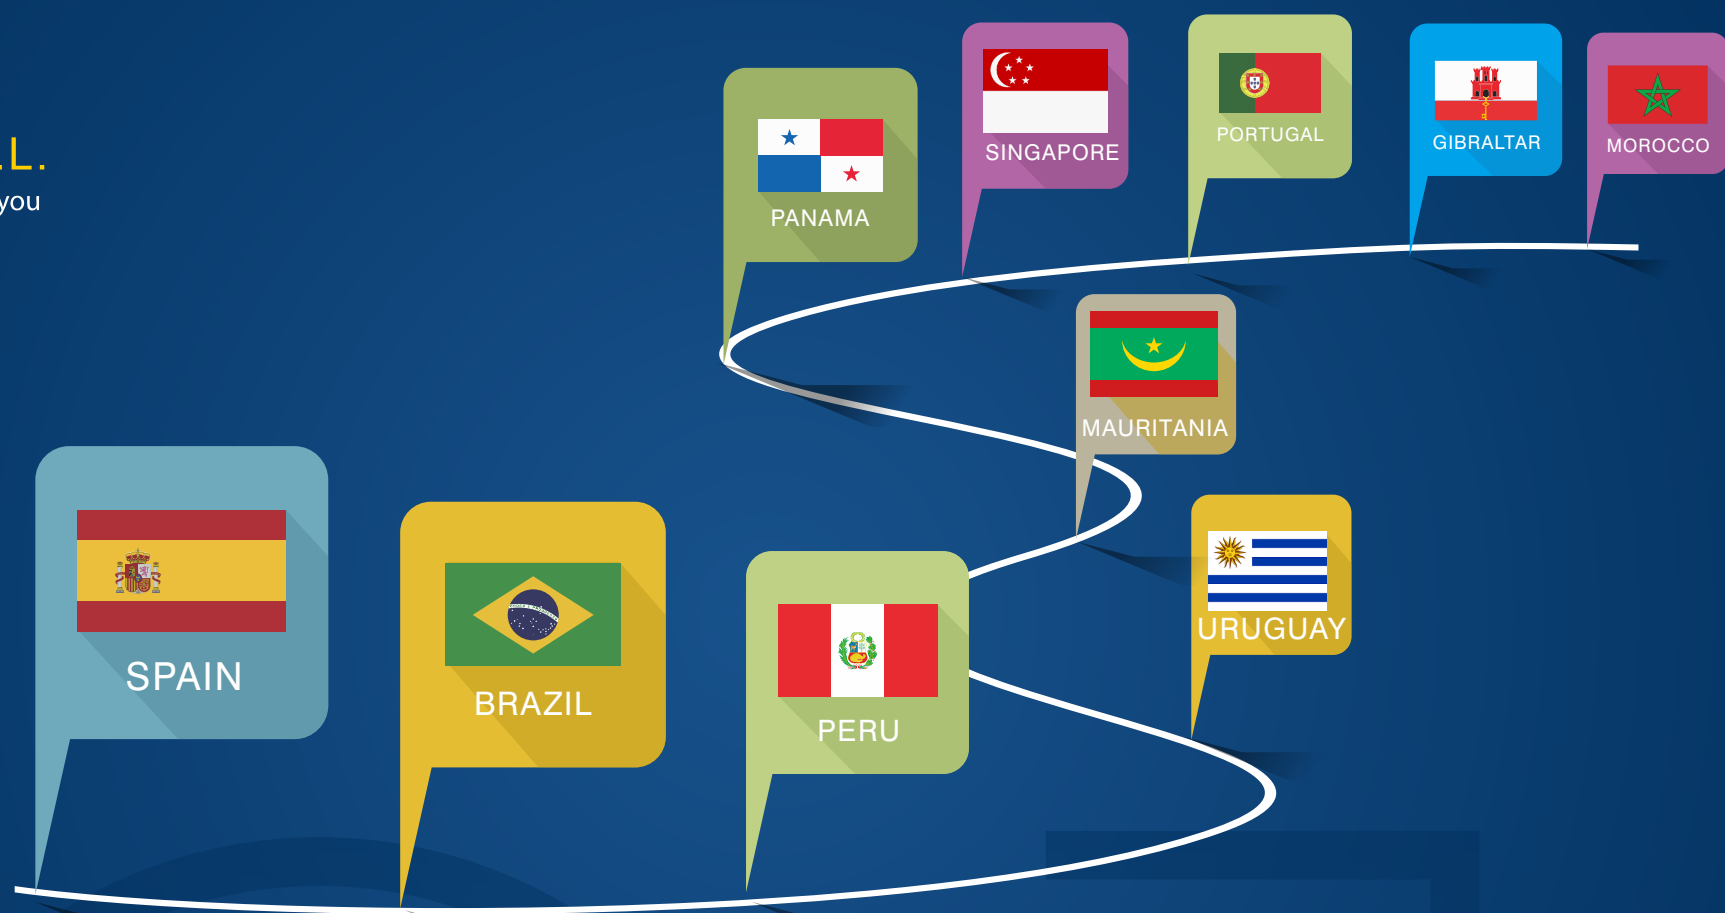 .L.
you
SINGAPORE
PORTUGAL
GIBRALTAR
MOROCCO
PANAMA
MAURITANIA
URUGUAY
SPAIN
BRAZIL
PERU